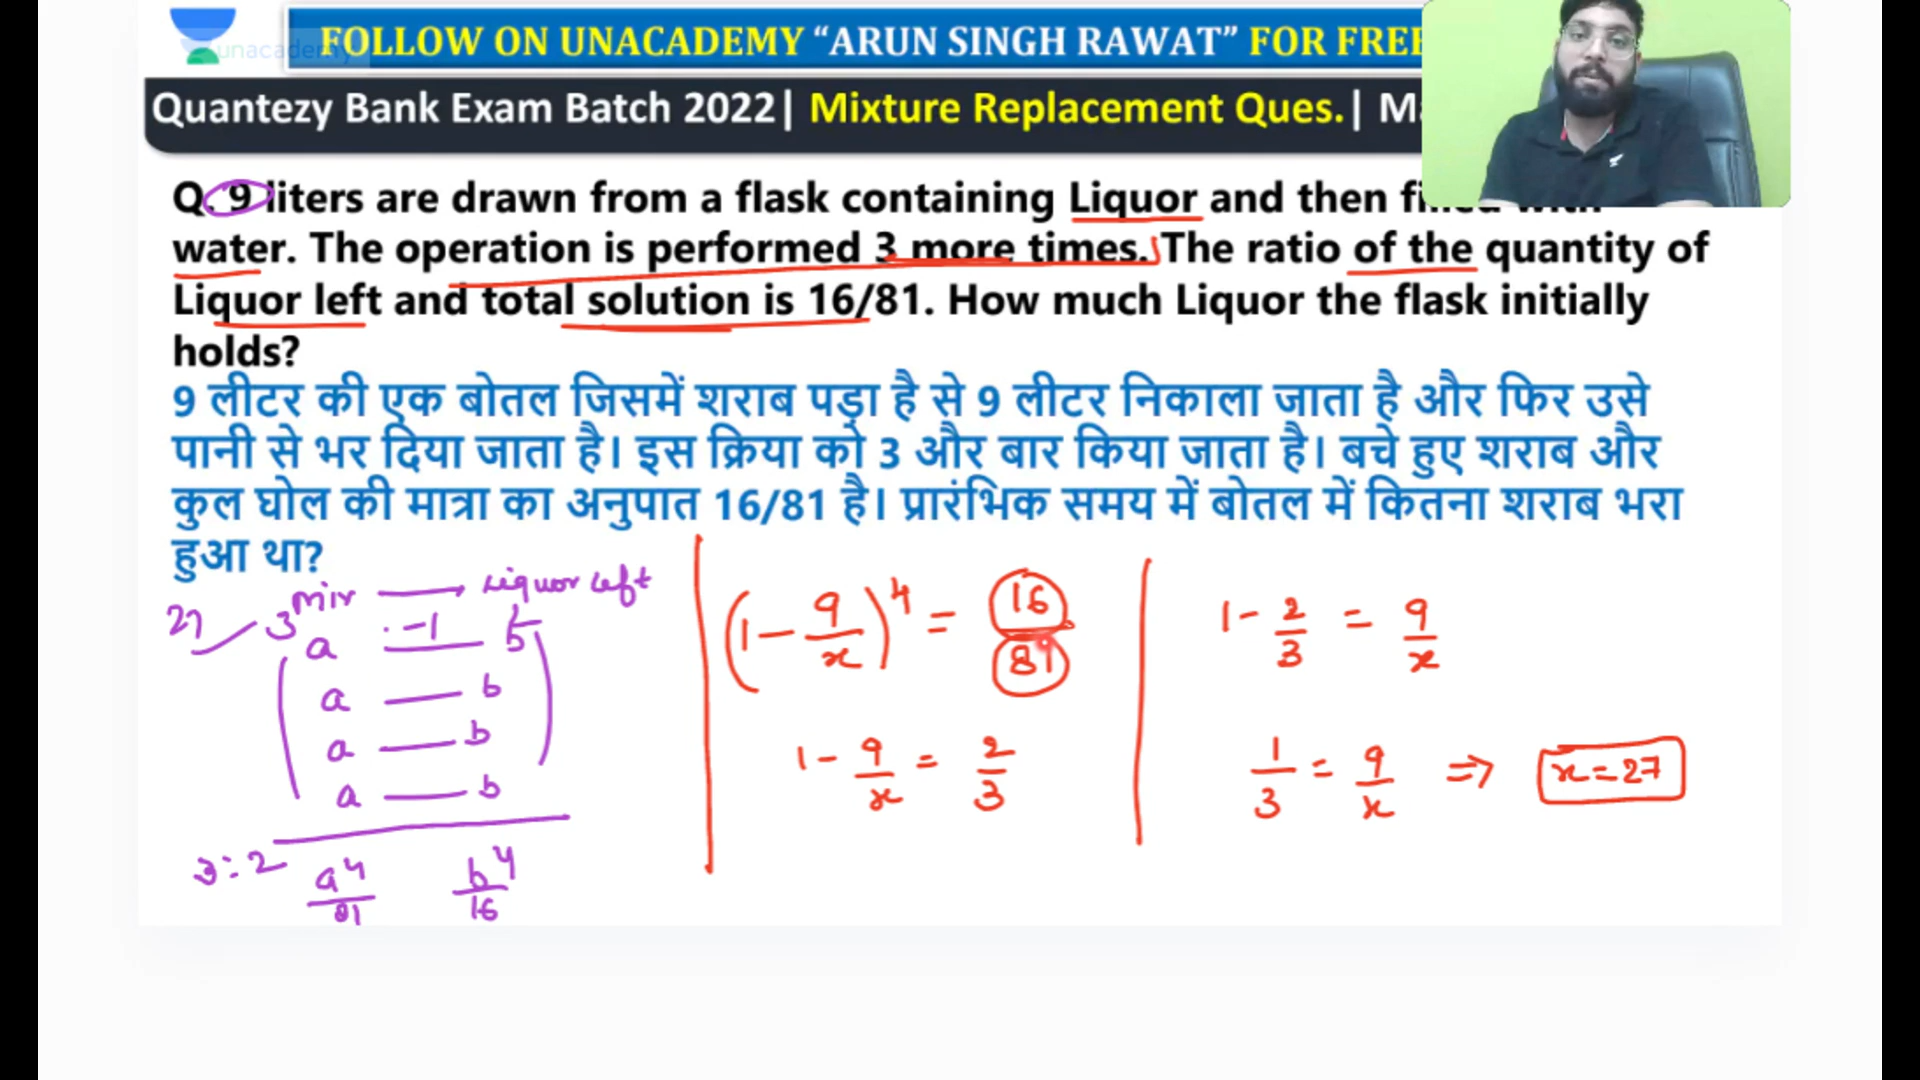 unacademy
FOLLOW ON UNACADEMY “ARUN SINGH RAWAT” FOR FREE
Quantezy Bank Exam Batch 2022| Mixture Replacement Ques.| Ma
Q. 9 liters are drawn from a flask containing Liquor and then filled with
water. The operation is performed 3 more times. The ratio of the quantity of
Liquor left and total solution is 16/81. How much Liquor the flask initially
holds?
9 लीटर की एक बोतल जिसमें शराब पड़ा है से 9 लीटर निकाला जाता है और फिर उसे
पानी से भर दिया जाता है। इस क्रिया को 3 और बार किया जाता है। बचे हुए शराब और
कुल घोल की मात्रा का अनुपात 16/81 है। प्रारंभिक समय में बोतल में कितना शराब भरा
हुआ था?
mix → Liquor left
27 3 a -1 b
a b
a b
a b
3:2 a⁴/81 b⁴/16
(1 - 9/x)⁴ = 16/81
1 - 9/x = 2/3
1 - 2/3 = 9/x
1/3 = 9/x ⇒ x=27